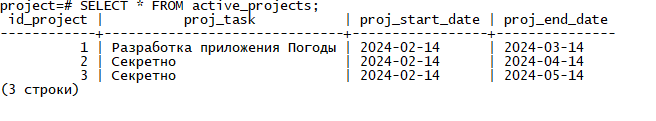 project=# SELECT * FROM active_projects;
 id_project |          proj_task           | proj_start_date | proj_end_date
------------+------------------------------+-----------------+---------------
          1 | Разработка приложения Погоды | 2024-02-14      | 2024-03-14
          2 | Секретно                     | 2024-02-14      | 2024-04-14
          3 | Секретно                     | 2024-02-14      | 2024-05-14
(3 строки)